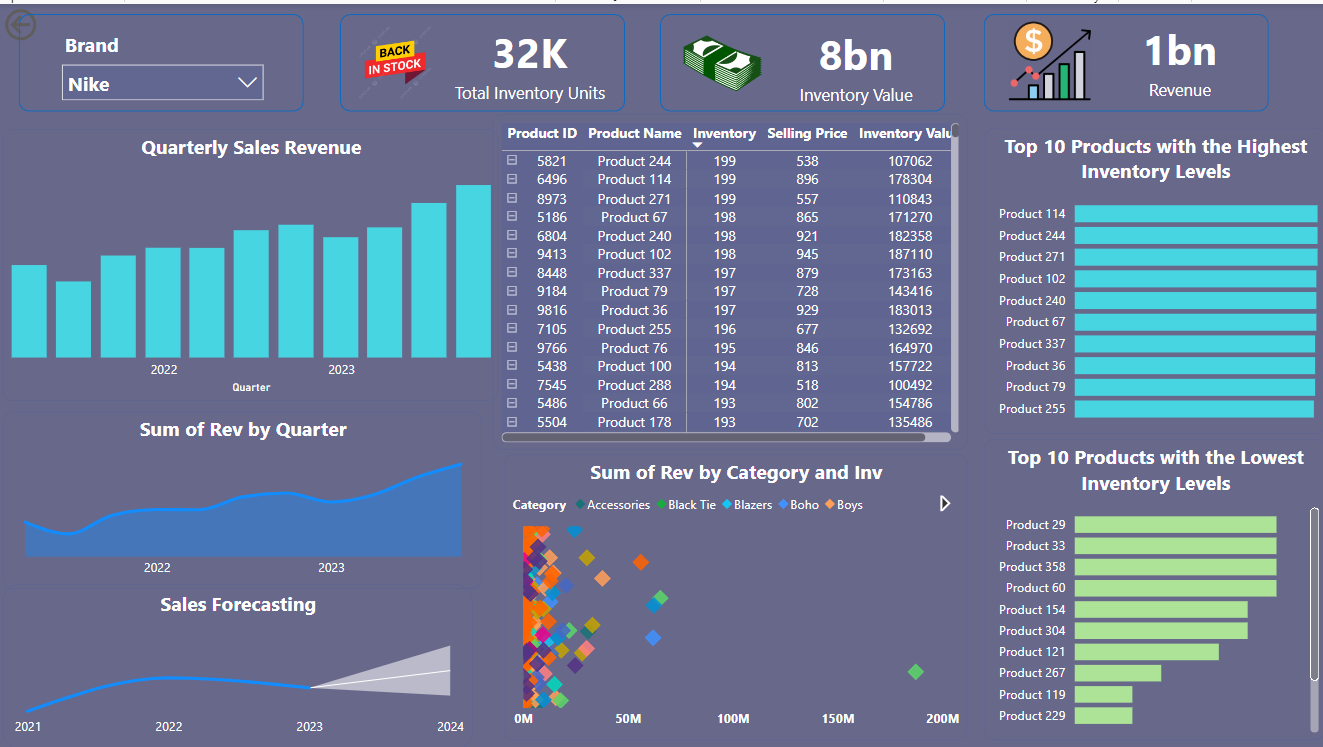 Brand
Nike
BACK
IN STOCK
32K
Total Inventory Units
8bn
Inventory Value
$
1bn
Revenue
Quarterly Sales Revenue
2022 2023
Quarter
Sum of Rev by Quarter
2022 2023
Sales Forecasting
2021 2022 2023 2024
Product ID Product Name Inventory Selling Price Inventory Valu
5821 Product 244 199 538 107062
6496 Product 114 199 896 178304
8973 Product 271 199 557 110843
5186 Product 67 198 865 171270
6804 Product 240 198 921 182358
9413 Product 102 198 945 187110
8448 Product 337 197 879 173163
9184 Product 79 197 728 143416
9816 Product 36 197 929 183013
7105 Product 255 196 677 132692
9766 Product 76 195 846 164970
5438 Product 100 194 813 157722
7545 Product 288 194 518 100492
5486 Product 66 193 802 154786
5504 Product 178 193 702 135486
Sum of Rev by Category and Inv
Category Accessories Black Tie Blazers Boho Boys
0M 50M 100M 150M 200M
Top 10 Products with the Highest
Inventory Levels
Product 114
Product 244
Product 271
Product 102
Product 240
Product 67
Product 337
Product 36
Product 79
Product 255
Top 10 Products with the Lowest
Inventory Levels
Product 29
Product 33
Product 358
Product 60
Product 154
Product 304
Product 121
Product 267
Product 119
Product 229